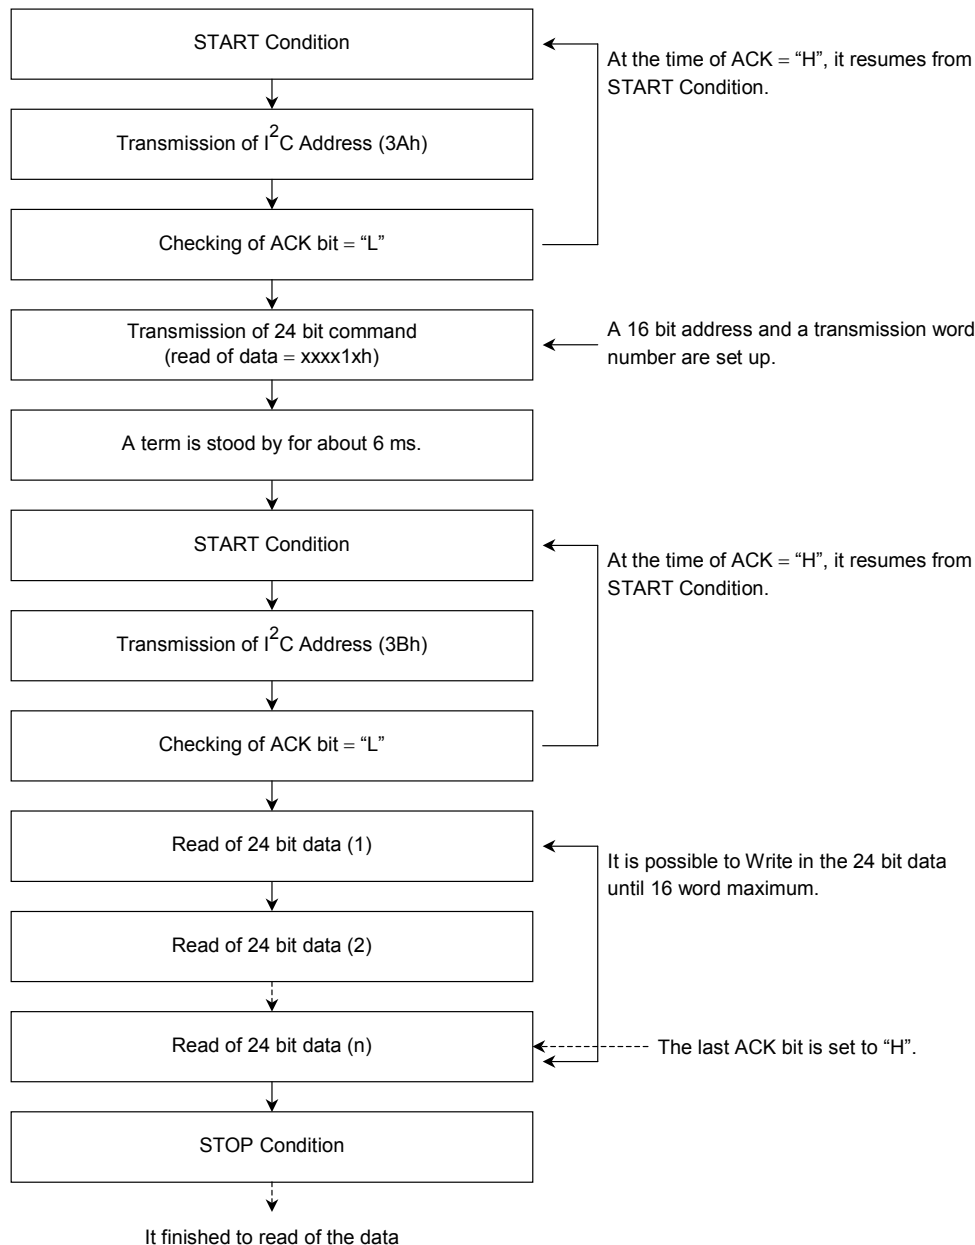 START Condition
At the time of ACK = “H”, it resumes from
START Condition.
Transmission of I²C Address (3Ah)
Checking of ACK bit = “L”
Transmission of 24 bit command
(read of data = xxxx1xh)
A 16 bit address and a transmission word
number are set up.
A term is stood by for about 6 ms.
START Condition
At the time of ACK = “H”, it resumes from
START Condition.
Transmission of I²C Address (3Bh)
Checking of ACK bit = “L”
Read of 24 bit data (1)
It is possible to Write in the 24 bit data
until 16 word maximum.
Read of 24 bit data (2)
Read of 24 bit data (n)
The last ACK bit is set to “H”.
STOP Condition
It finished to read of the data